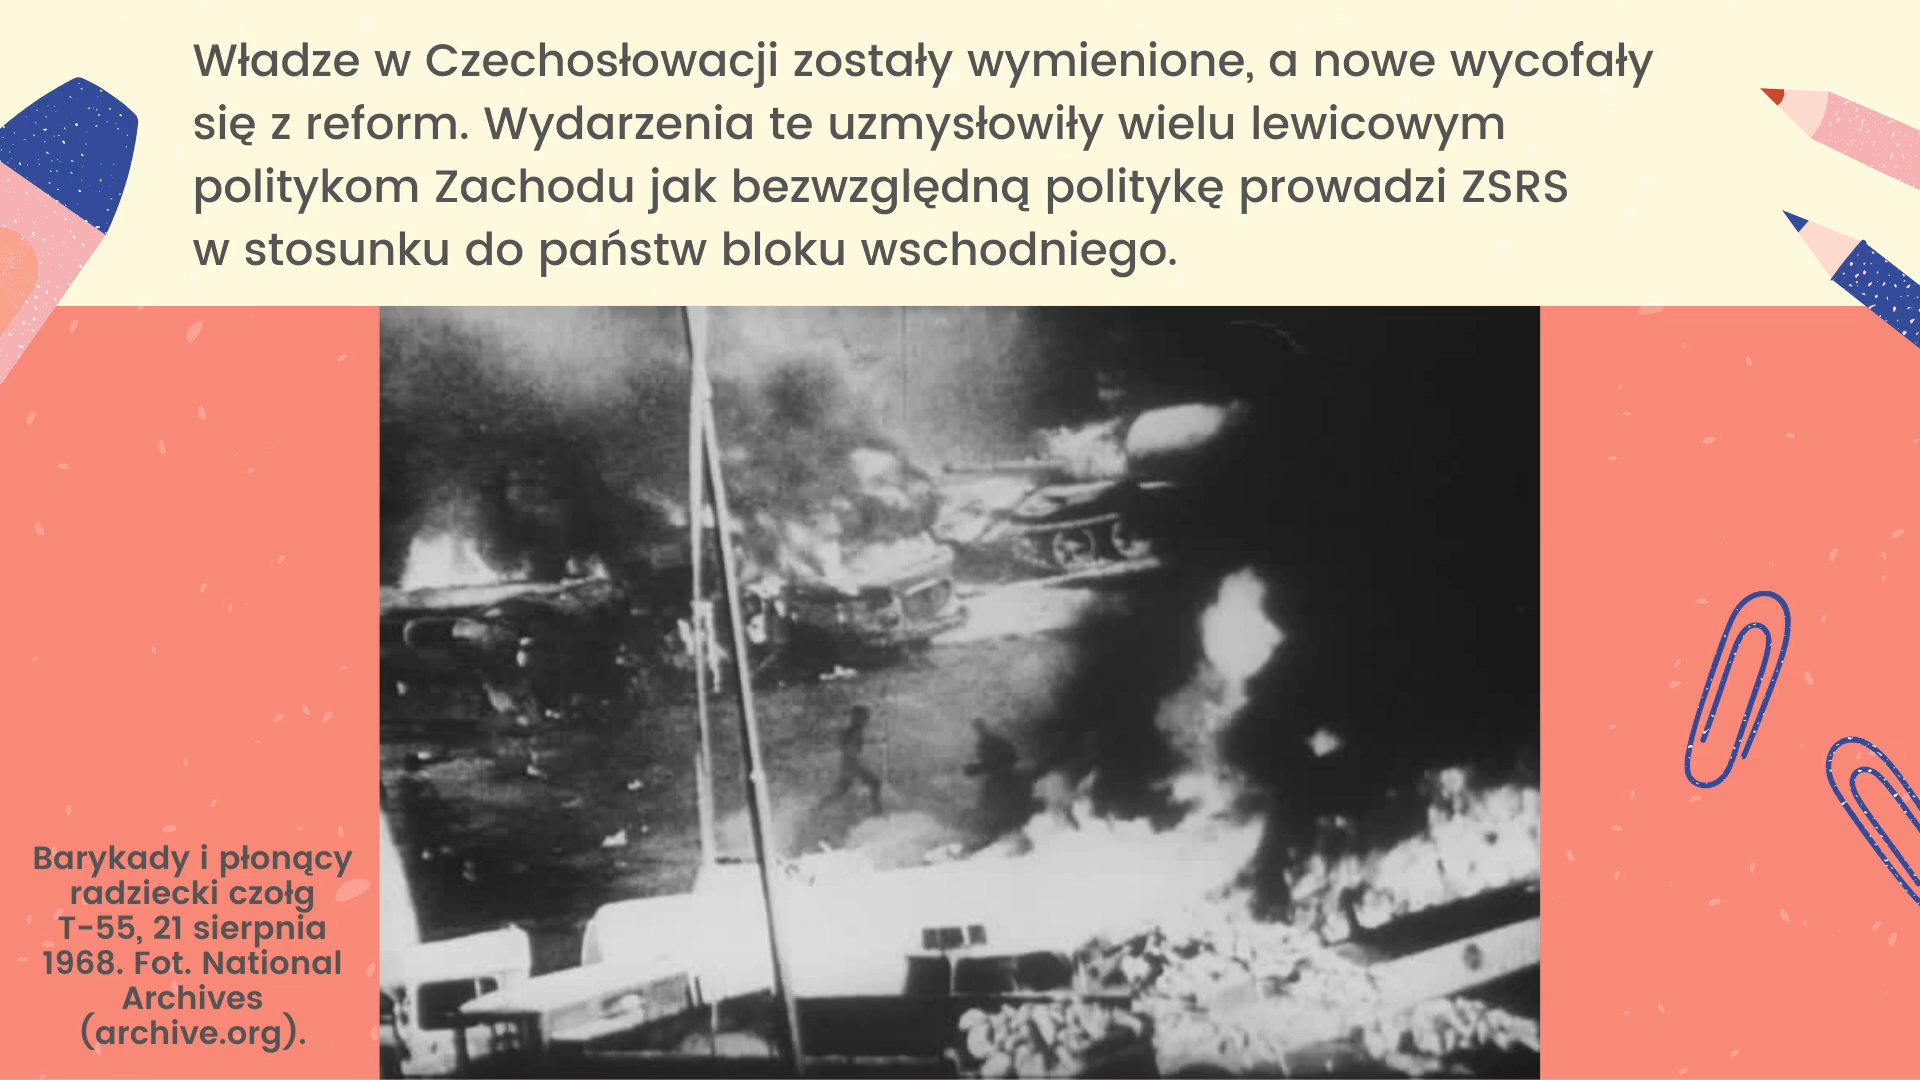 Władze w Czechosłowacji zostały wymienione, a nowe wycofały
się z reform. Wydarzenia te uzmysłowiły wielu lewicowym
politykom Zachodu jak bezwzględną politykę prowadzi ZSRS
w stosunku do państw bloku wschodniego.
Barykady i płonący
radziecki czołg
T-55, 21 sierpnia
1968. Fot. National
Archives
(archive.org).